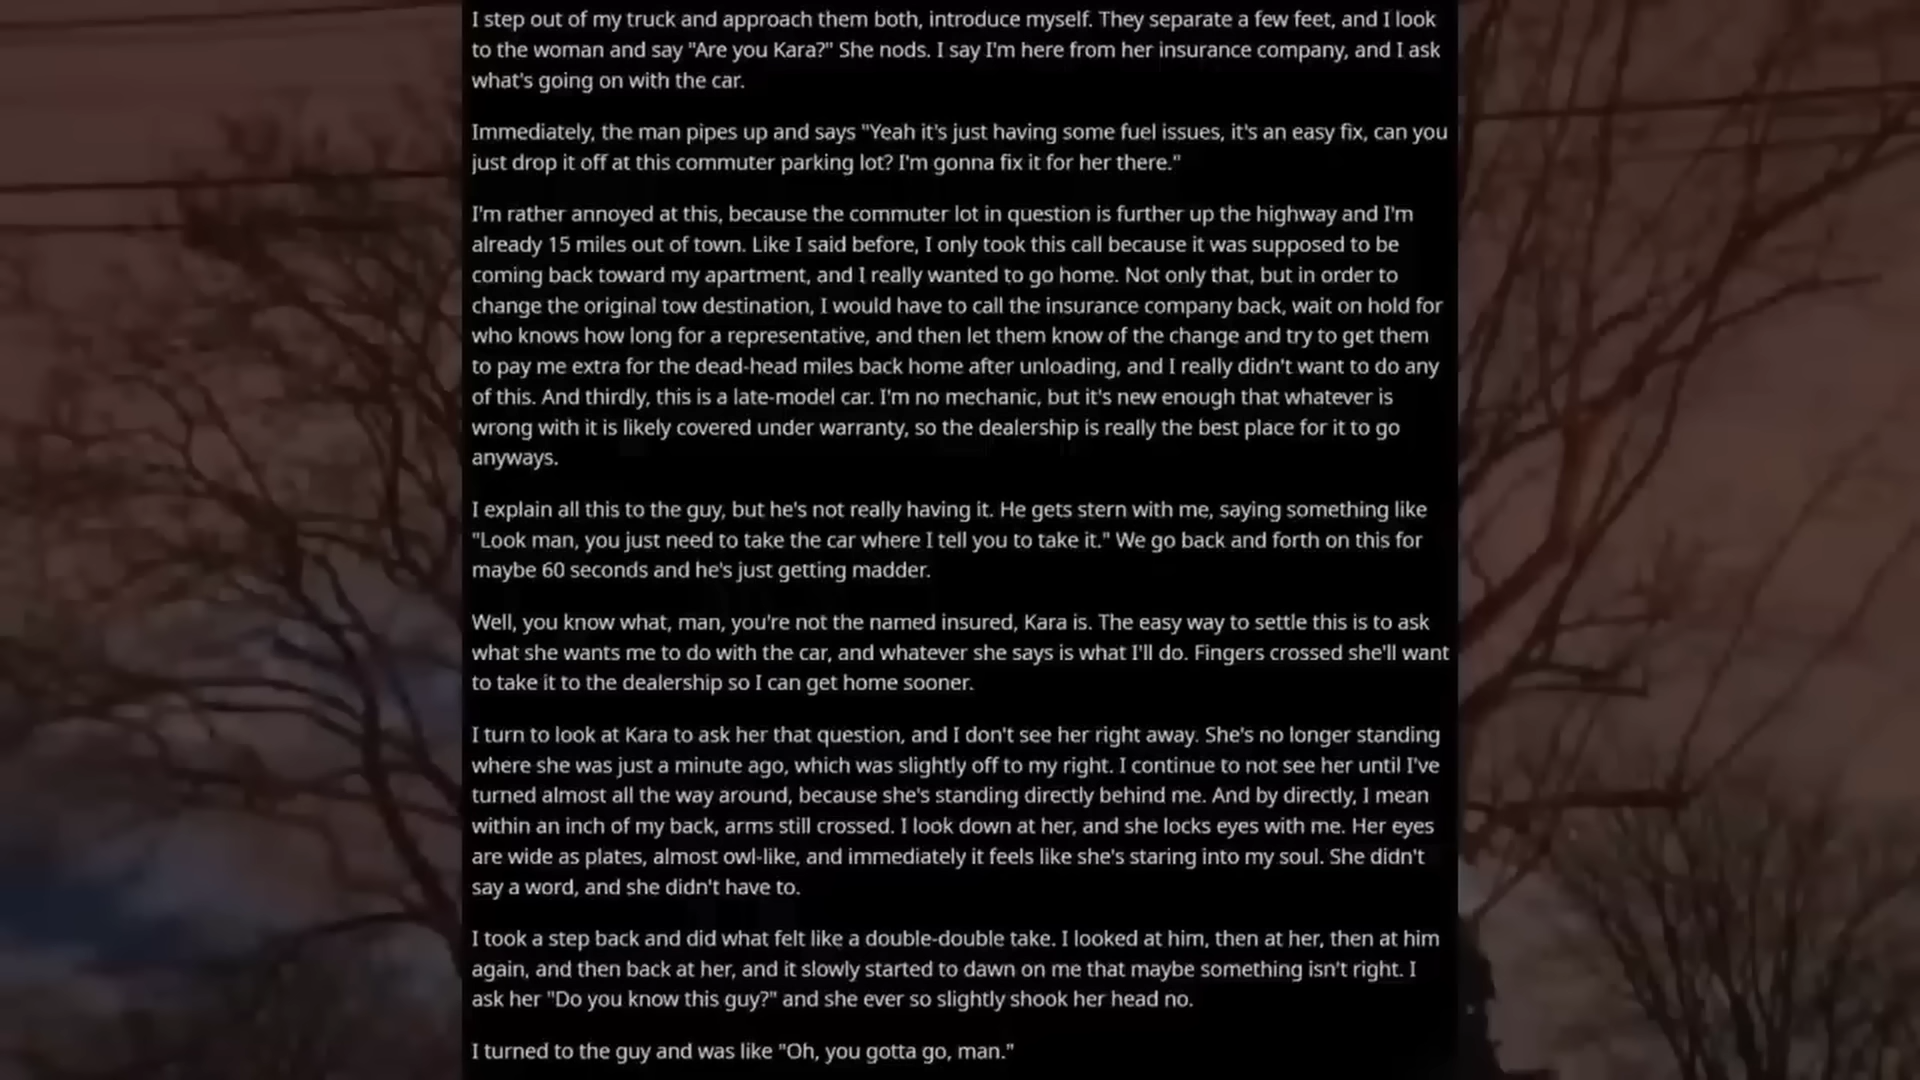 I step out of my truck and approach them both, introduce myself. They separate a few feet, and I look
to the woman and say "Are you Kara?" She nods. I say I'm here from her insurance company, and I ask
what's going on with the car.
Immediately, the man pipes up and says "Yeah it's just having some fuel issues, it's an easy fix, can you
just drop it off at this commuter parking lot? I'm gonna fix it for her there."
I'm rather annoyed at this, because the commuter lot in question is further up the highway and I'm
already 15 miles out of town. Like I said before, I only took this call because it was supposed to be
coming back toward my apartment, and I really wanted to go home. Not only that, but in order to
change the original tow destination, I would have to call the insurance company back, wait on hold for
who knows how long for a representative, and then let them know of the change and try to get them
to pay me extra for the dead-head miles back home after unloading, and I really didn't want to do any
of this. And thirdly, this is a late-model car. I'm no mechanic, but it's new enough that whatever is
wrong with it is likely covered under warranty, so the dealership is really the best place for it to go
anyways.
I explain all this to the guy, but he's not really having it. He gets stern with me, saying something like
"Look man, you just need to take the car where I tell you to take it." We go back and forth on this for
maybe 60 seconds and he's just getting madder.
Well, you know what, man, you're not the named insured, Kara is. The easy way to settle this is to ask
what she wants me to do with the car, and whatever she says is what I'll do. Fingers crossed she'll want
to take it to the dealership so I can get home sooner.
I turn to look at Kara to ask her that question, and I don't see her right away. She's no longer standing
where she was just a minute ago, which was slightly off to my right. I continue to not see her until I've
turned almost all the way around, because she's standing directly behind me. And by directly, I mean
within an inch of my back, arms still crossed. I look down at her, and she locks eyes with me. Her eyes
are wide as plates, almost owl-like, and immediately it feels like she's staring into my soul. She didn't
say a word, and she didn't have to.
I took a step back and did what felt like a double-double take. I looked at him, then at her, then at him
again, and then back at her, and it slowly started to dawn on me that maybe something isn't right. I
ask her "Do you know this guy?" and she ever so slightly shook her head no.
I turned to the guy and was like "Oh, you gotta go, man."